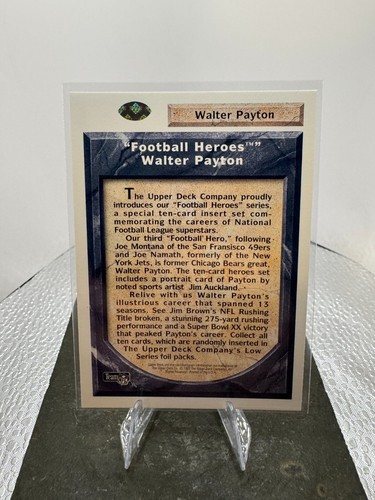 Walter Payton
"Football Heroes™"
Walter Payton
The Upper Deck Company proudly
introduces our "Football Heroes" series,
a special ten-card insert set com-
memorating the careers of National
Football League superstars.
Our third "Football Hero," following
Joe Montana of the San Fransisco 49ers
and Joe Namath, formerly of the New
York Jets, is former Chicago Bears great,
Walter Payton. The ten-card heroes set
includes a portrait card of Payton by
noted sports artist Jim Auckland.
Relive with us Walter Payton's
illustrious career that spanned 13
seasons. See Jim Brown's NFL Rushing
Title broken, a stunning 275-yard rushing
performance and a Super Bowl XX victory
that peaked Payton's career. Collect all
ten cards, which are randomly inserted in
The Upper Deck Company's Low
Series foil packs.
Team